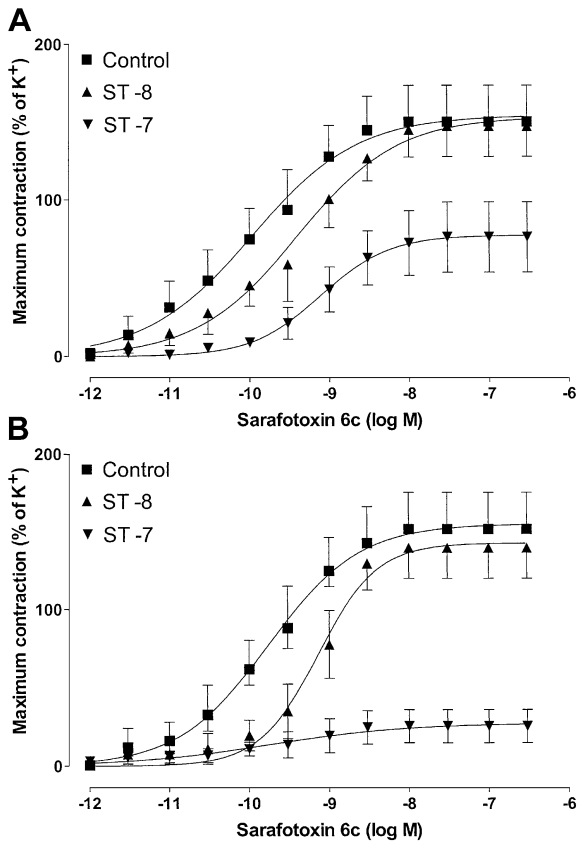 A
200
Control
ST -8
ST -7
100
0
Maximum contraction (% of K+)
-12 -11 -10 -9 -8 -7 -6
Sarafotoxin 6c (log M)
B
200
Control
ST -8
ST -7
100
0
Maximum contraction (% of K+)
-12 -11 -10 -9 -8 -7 -6
Sarafotoxin 6c (log M)